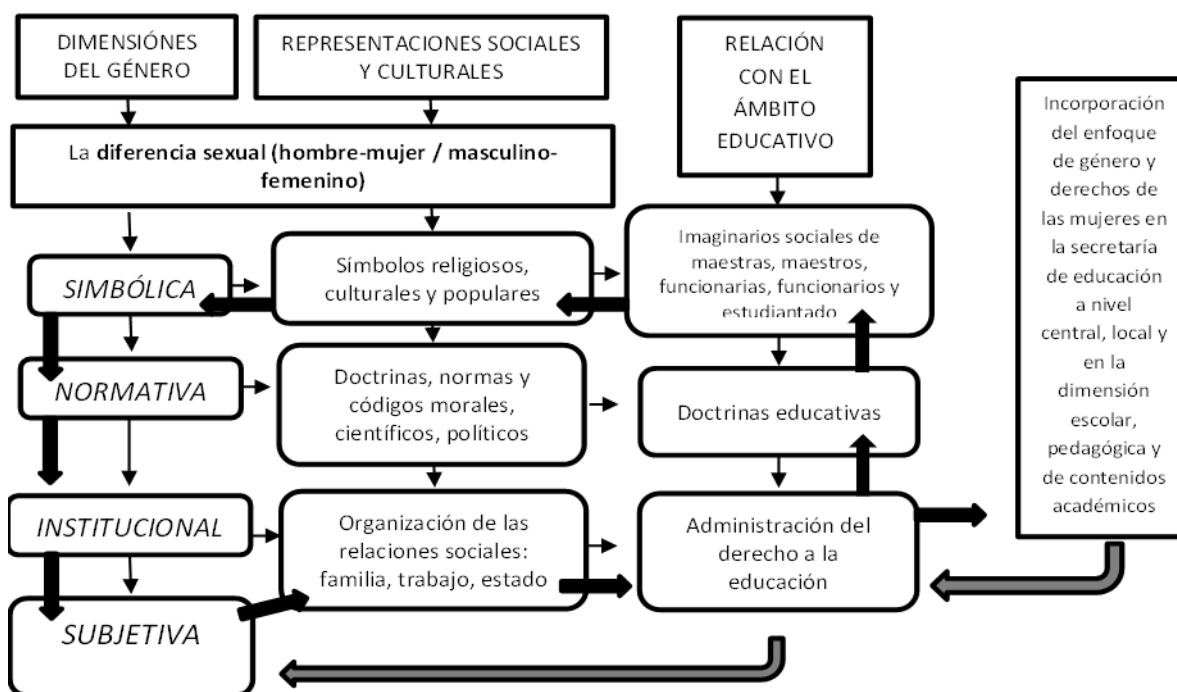 DIMENSIÓNES
DEL GÉNERO
REPRESENTACIONES SOCIALES
Y CULTURALES
RELACIÓN
CON EL
ÁMBITO
EDUCATIVO
La diferencia sexual (hombre-mujer / masculino-
femenino)
SIMBÓLICA
Símbolos religiosos,
culturales y populares
Imaginarios sociales de
maestras, maestros,
funcionarias, funcionarios y
estudiantado
NORMATIVA
Doctrinas, normas y
códigos morales,
científicos, políticos
Doctrinas educativas
INSTITUCIONAL
Organización de las
relaciones sociales:
familia, trabajo, estado
Administración del
derecho a la
educación
SUBJETIVA
Incorporación
del enfoque
de género y
derechos de
las mujeres en
la secretaría
de educación
a nivel
central, local y
en la
dimensión
escolar,
pedagógica y
de contenidos
académicos